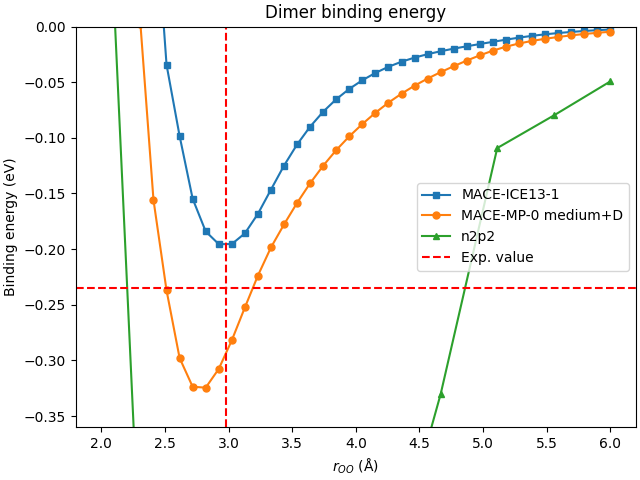 Dimer binding energy
0.00
−0.05
−0.10
−0.15
−0.20
−0.25
−0.30
−0.35
Binding energy (eV)
MACE-ICE13-1
MACE-MP-0 medium+D
n2p2
Exp. value
2.0 2.5 3.0 3.5 4.0 4.5 5.0 5.5 6.0
r_OO (Å)